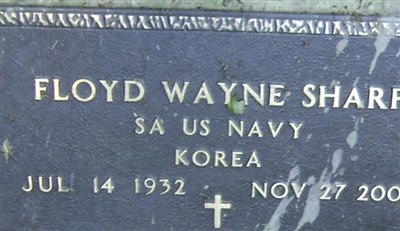 FLOYD WAYNE SHARP
SA US NAVY
KOREA
JUL 14 1932 NOV 27 200